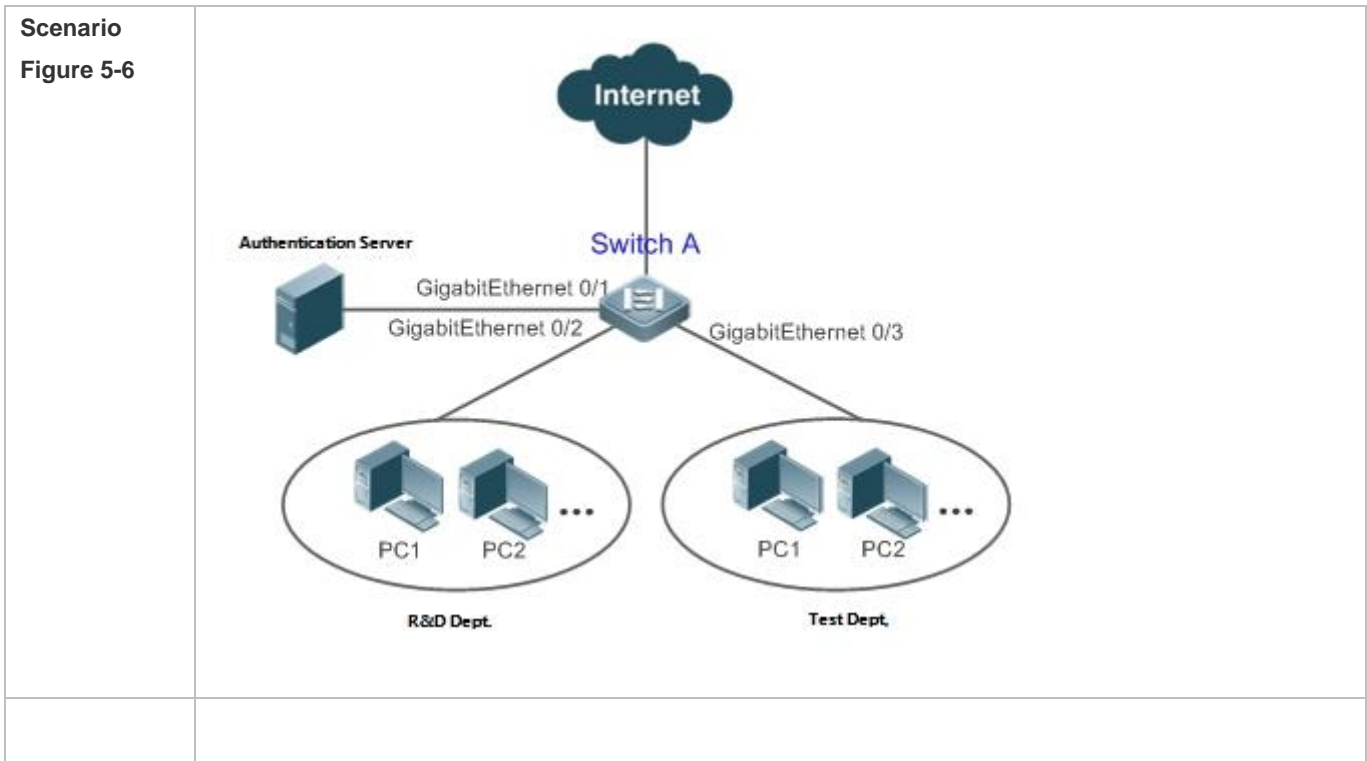 Scenario
Figure 5-6
Internet
Authentication Server
Switch A
GigabitEthernet 0/1
GigabitEthernet 0/2
GigabitEthernet 0/3
PC1
PC2
...
PC1
PC2
...
R&D Dept.
Test Dept,